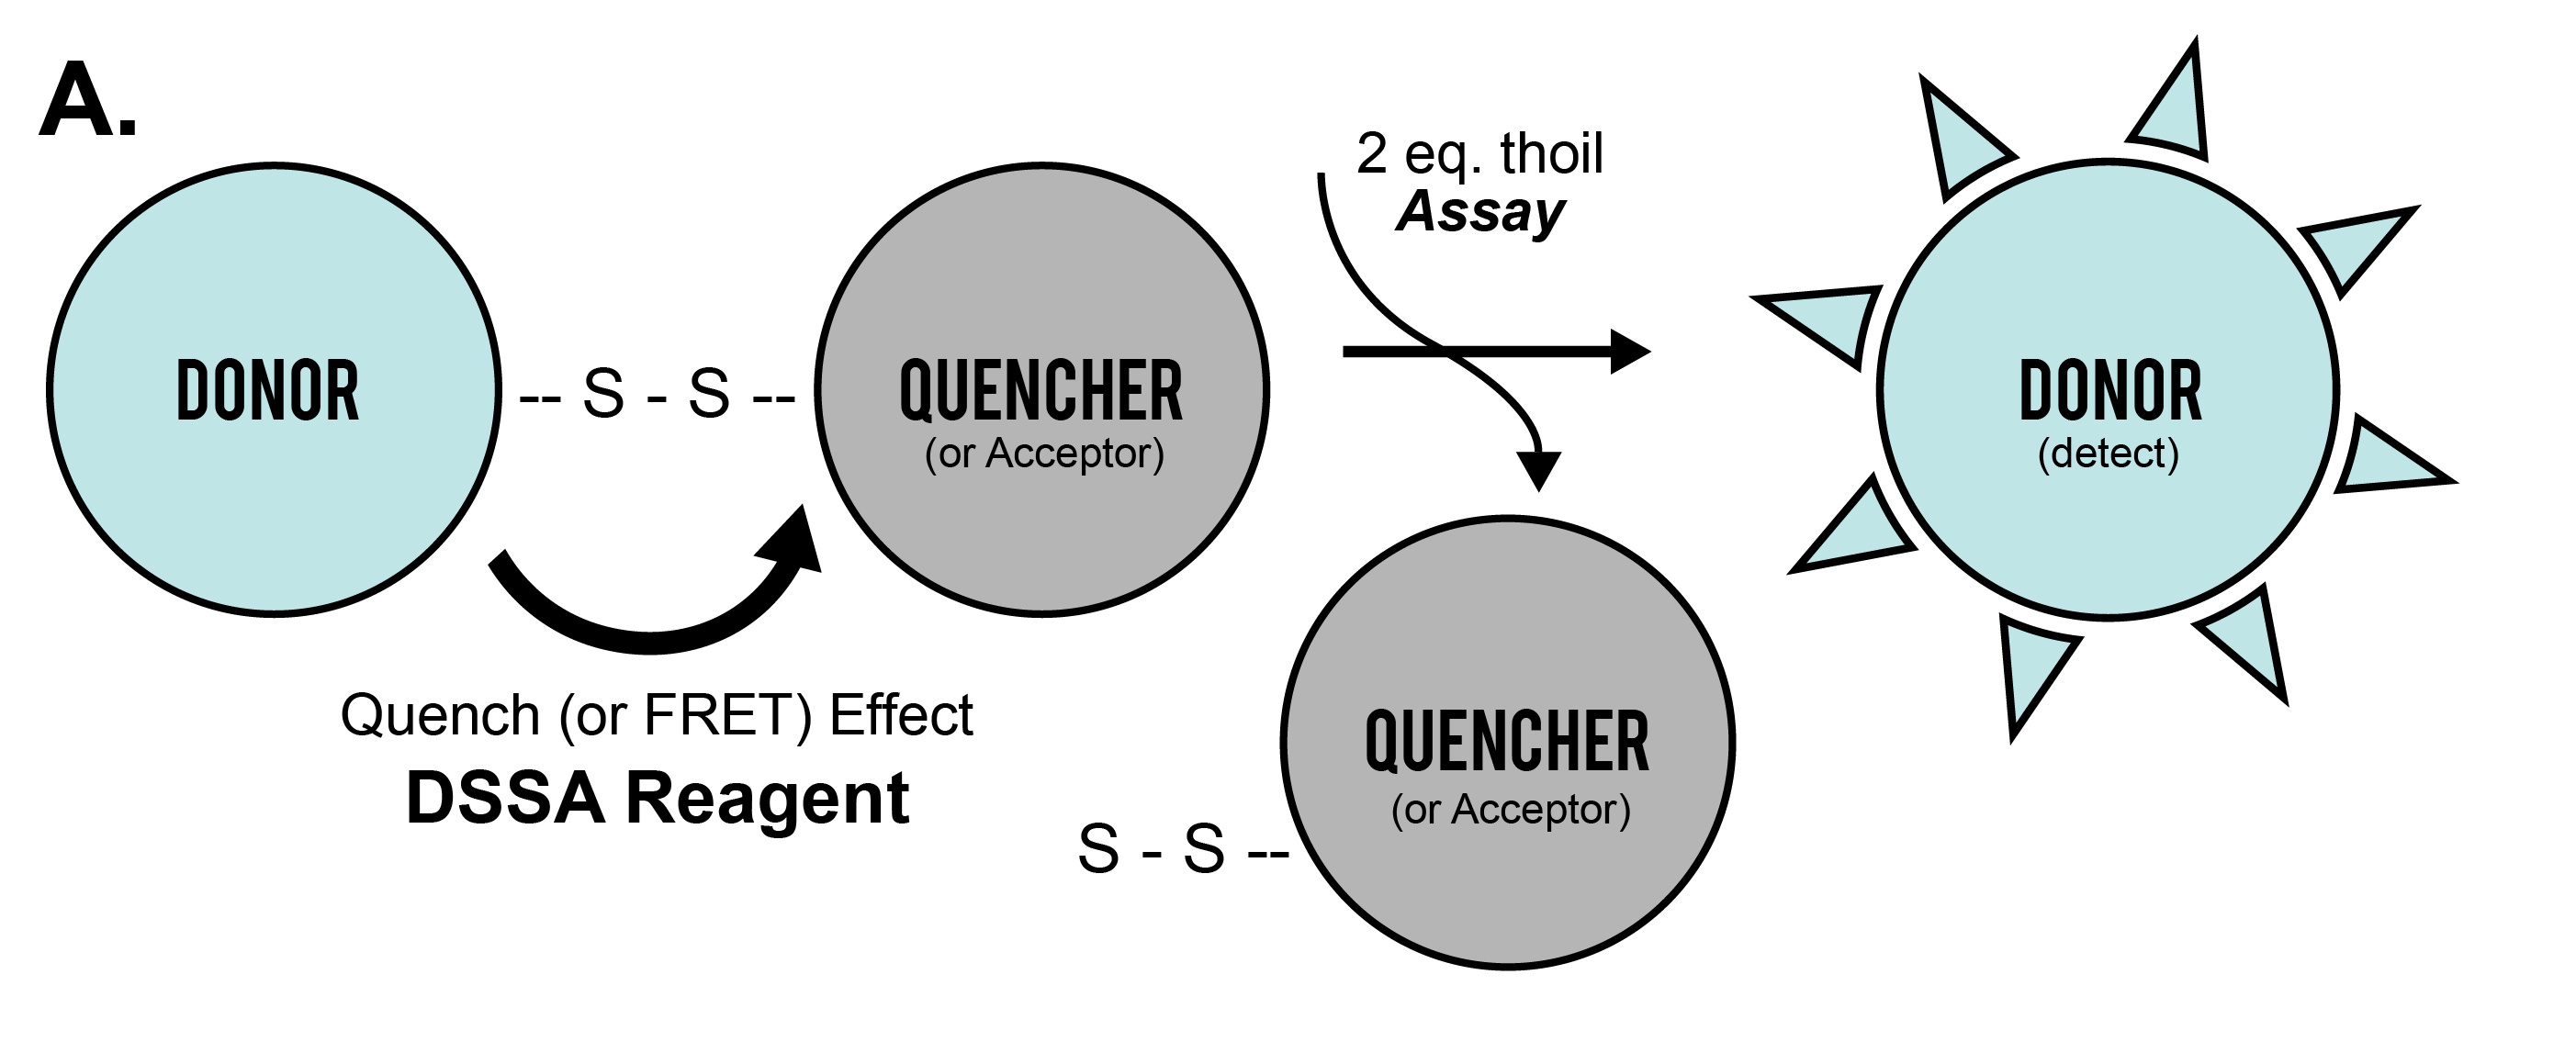 A.
DONOR
-- S - S --
QUENCHER
(or Acceptor)
Quench (or FRET) Effect
DSSA Reagent
2 eq. thoil
Assay
S - S --
QUENCHER
(or Acceptor)
DONOR
(detect)